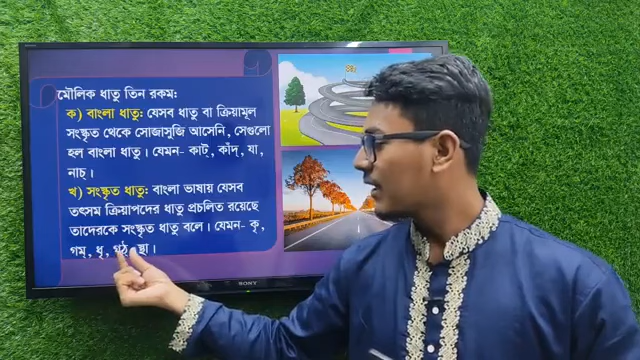 মৌলিক ধাতু তিন রকম:
ক) বাংলা ধাতু: যেসব ধাতু বা ক্রিয়ামূল
সংস্কৃত থেকে সোজাসুজি আসেনি, সেগুলো
হল বাংলা ধাতু। যেমন- কাট্, কাঁদ্, যা,
নাচ্।
খ) সংস্কৃত ধাতু: বাংলা ভাষায় যেসব
তৎসম ক্রিয়াপদের ধাতু প্রচলিত রয়েছে
তাদেরকে সংস্কৃত ধাতু বলে। যেমন- কৃ,
গম্, ধৃ, স্থা।
SONY